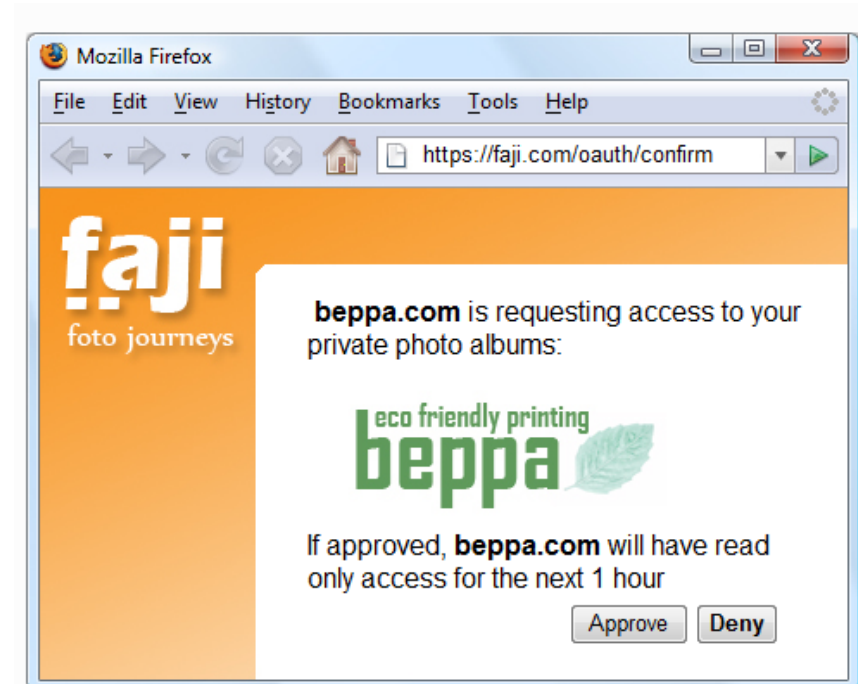 Mozilla Firefox
File Edit View History Bookmarks Tools Help
https://faji.com/oauth/confirm
faji
foto journeys
beppa.com is requesting access to your
private photo albums:
eco friendly printing
beppa
If approved, beppa.com will have read
only access for the next 1 hour
Approve Deny